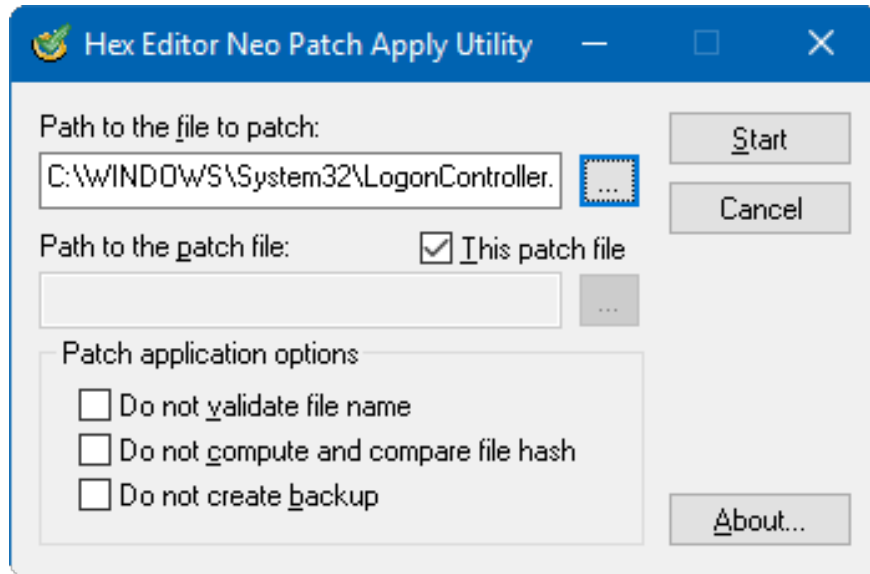 Hex Editor Neo Patch Apply Utility
Path to the file to patch:
Start
C:\WINDOWS\System32\LogonController.
...
Cancel
Path to the patch file:
This patch file
...
Patch application options
Do not validate file name
Do not compute and compare file hash
Do not create backup
About...